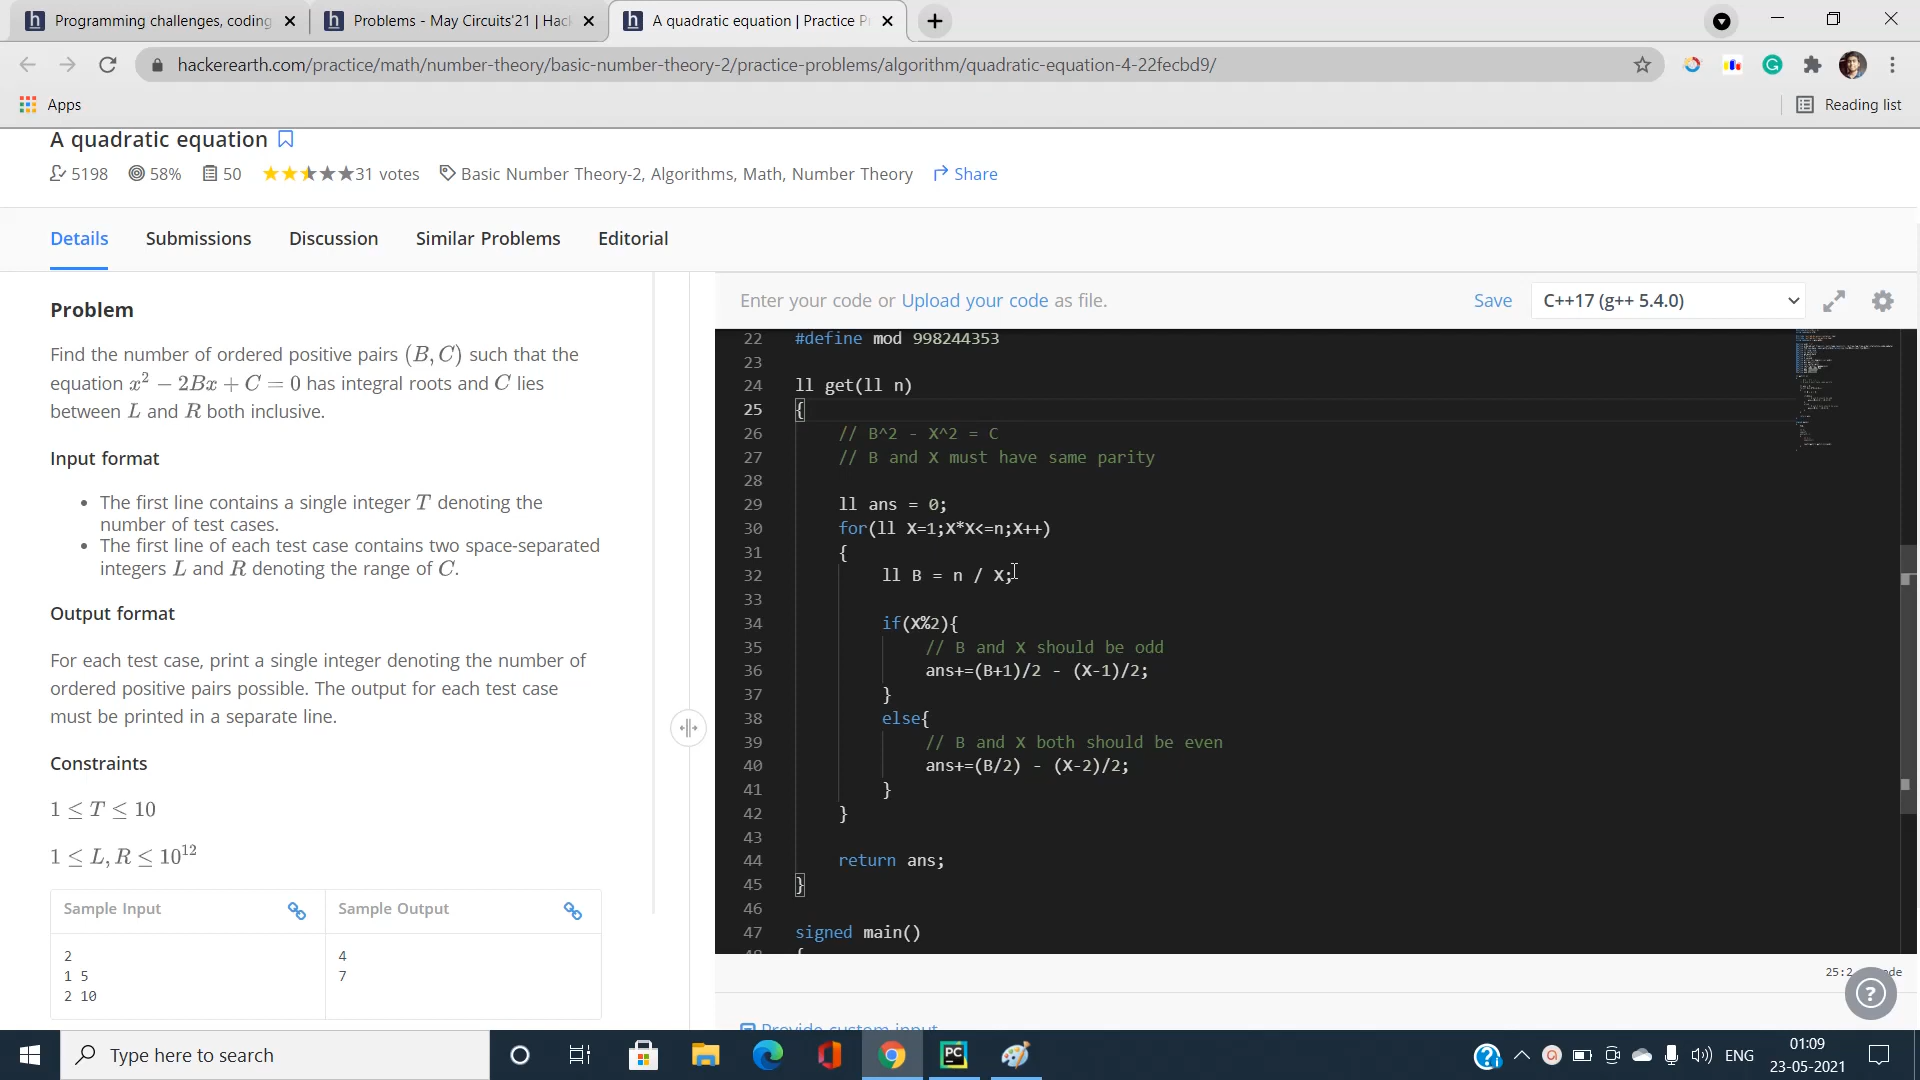 Programming challenges, coding
Problems - May Circuits'21 | Hac
A quadratic equation | Practice P
hackerearth.com/practice/math/number-theory/basic-number-theory-2/practice-problems/algorithm/quadratic-equation-4-22fecbd9/
Apps
Reading list
A quadratic equation
5198 58% 50 31 votes Basic Number Theory-2, Algorithms, Math, Number Theory Share
Details Submissions Discussion Similar Problems Editorial
Problem
Find the number of ordered positive pairs (B, C) such that the
equation x² − 2Bx + C = 0 has integral roots and C lies
between L and R both inclusive.
Input format
The first line contains a single integer T denoting the
number of test cases.
The first line of each test case contains two space-separated
integers L and R denoting the range of C.
Output format
For each test case, print a single integer denoting the number of
ordered positive pairs possible. The output for each test case
must be printed in a separate line.
Constraints
1 ≤ T ≤ 10
1 ≤ L, R ≤ 10¹²
Sample Input Sample Output
2
1 5
2 10
4
7
Enter your code or Upload your code as file.
Save C++17 (g++ 5.4.0)
22 #define mod 998244353
23
24 ll get(ll n)
25 {
26 // B^2 - X^2 = C
27 // B and X must have same parity
28
29 ll ans = 0;
30 for(ll X=1;X*X<=n;X++)
31 {
32 ll B = n / X;
33
34 if(X%2){
35 // B and X should be odd
36 ans+=(B+1)/2 - (X-1)/2;
37 }
38 else{
39 // B and X both should be even
40 ans+=(B/2) - (X-2)/2;
41 }
42 }
43
44 return ans;
45 }
46
47 signed main()
48 {
25:2
de
Provide custom input
Type here to search
ENG
01:09
23-05-2021